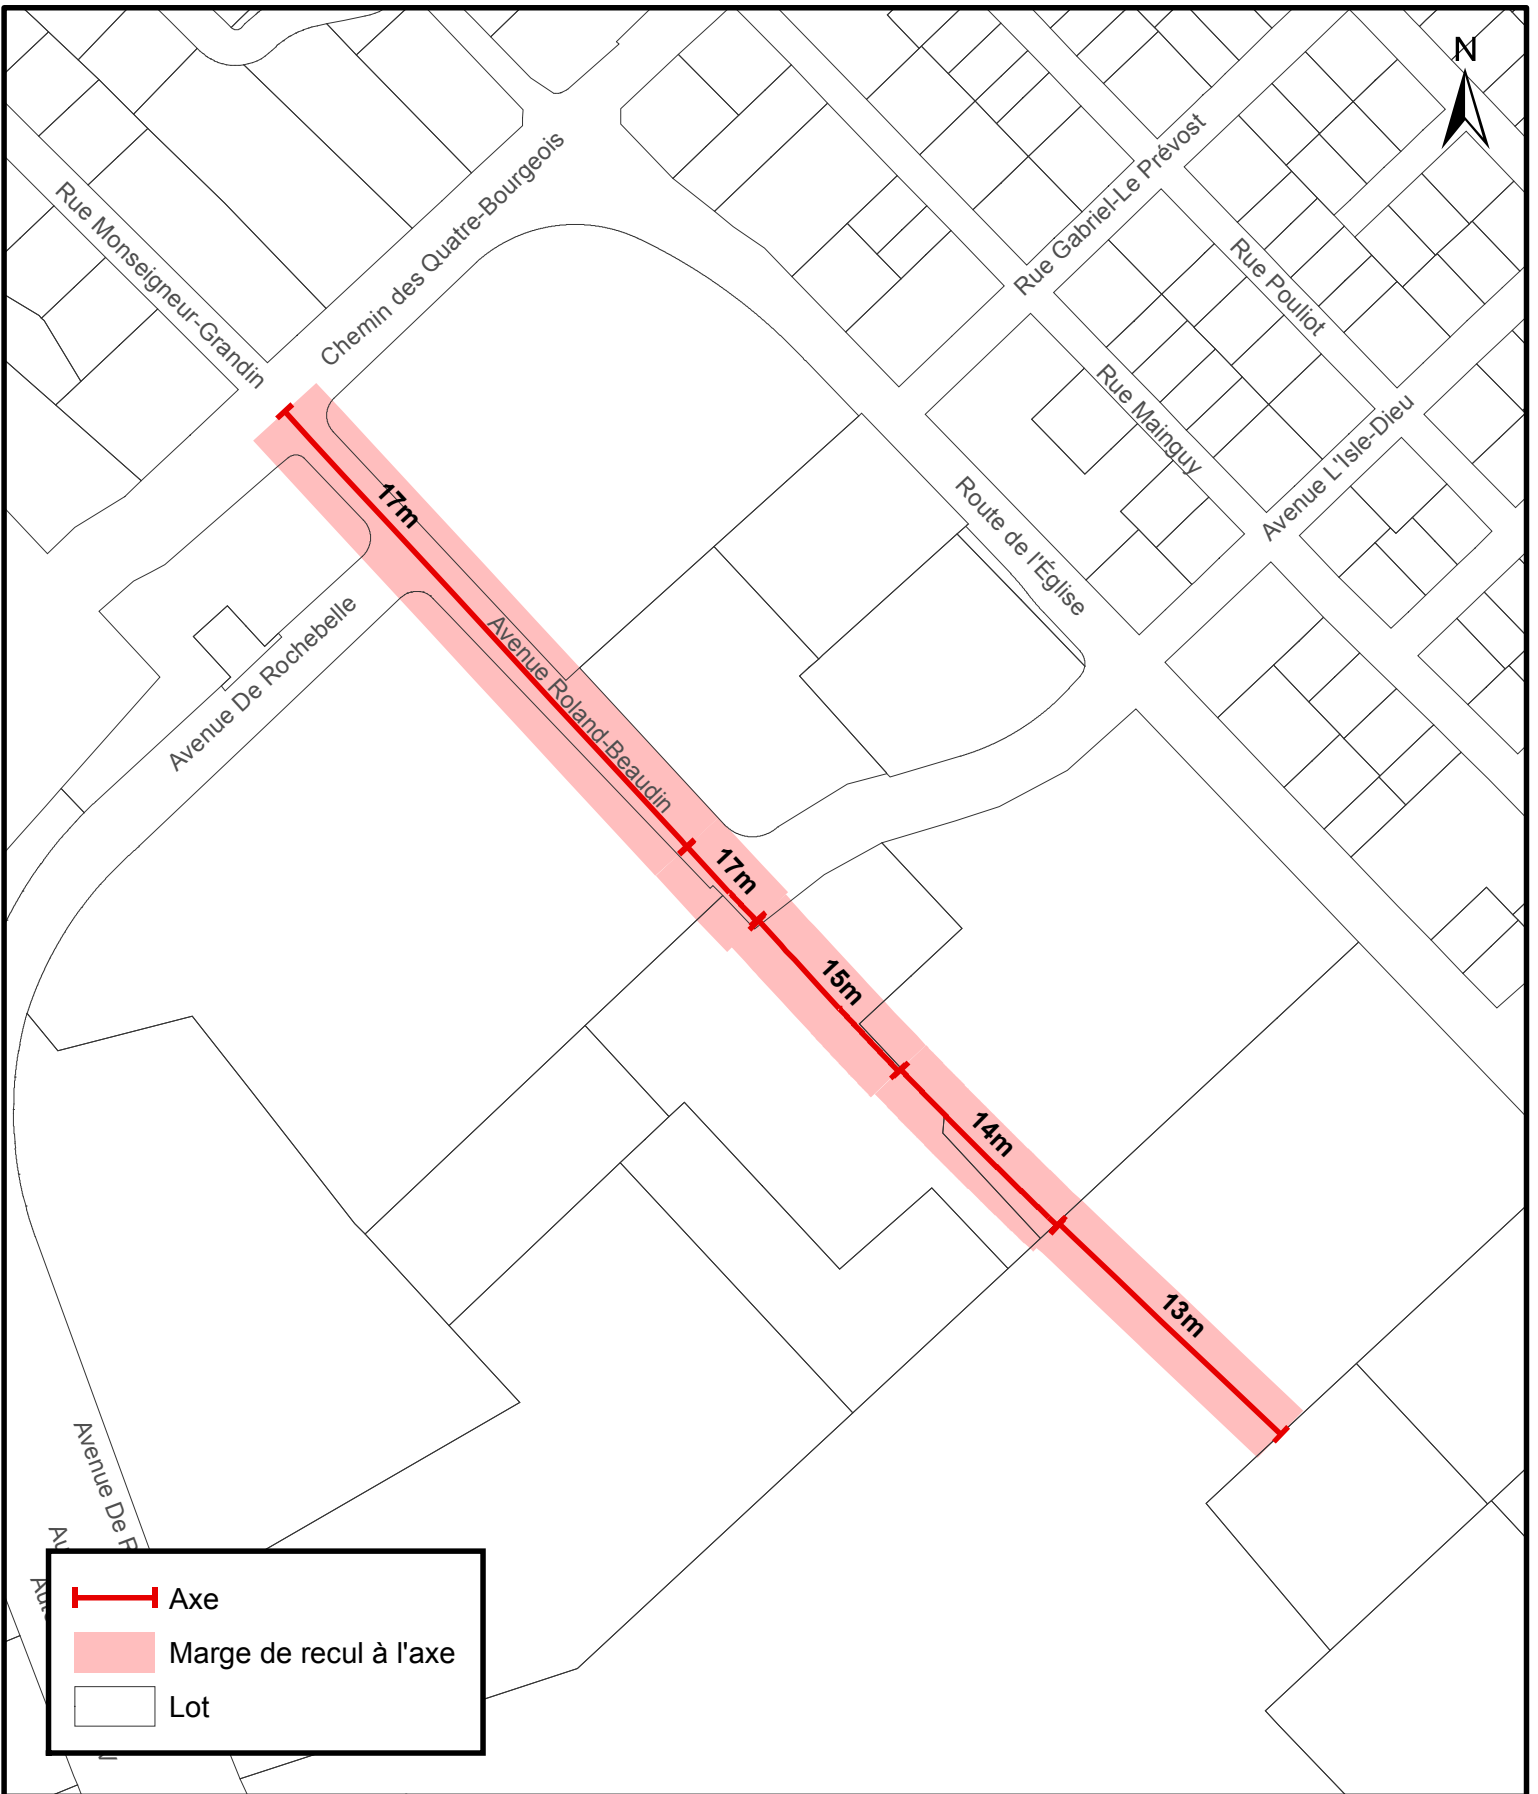 N
Rue Monseigneur-Grandin
Chemin des Quatre-Bourgeois
Rue Gabriel-Le Prévost
Rue Pouliot
Rue Mainguy
Avenue L'Isle-Dieu
Route de l'Église
17m
Avenue De Rochebelle
Avenue Roland-Beaudin
17m
15m
14m
13m
Avenue De
Axe
Marge de recul à l'axe
Lot